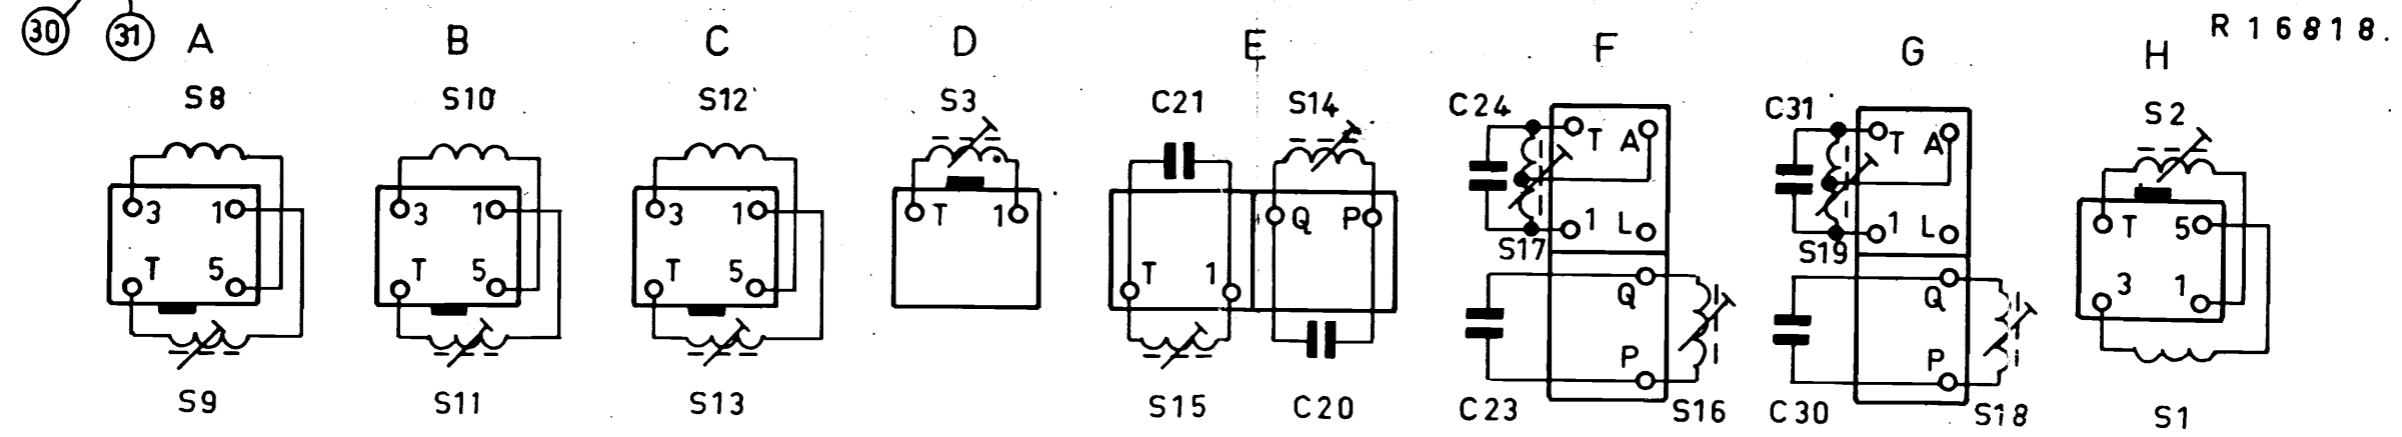 30 31 A B C D E F G H R 16818.
S8 S10 S12 S3 C21 S14 C24 C31 S2
T A T A
3 1 3 1 3 1 T 1 Q P 1 L 1 L T 5
S17 S19
T 5 T 5 T 5 T 1 Q Q 3 1
P P
S9 S11 S13 S15 C20 C23 S16 C30 S18 S1